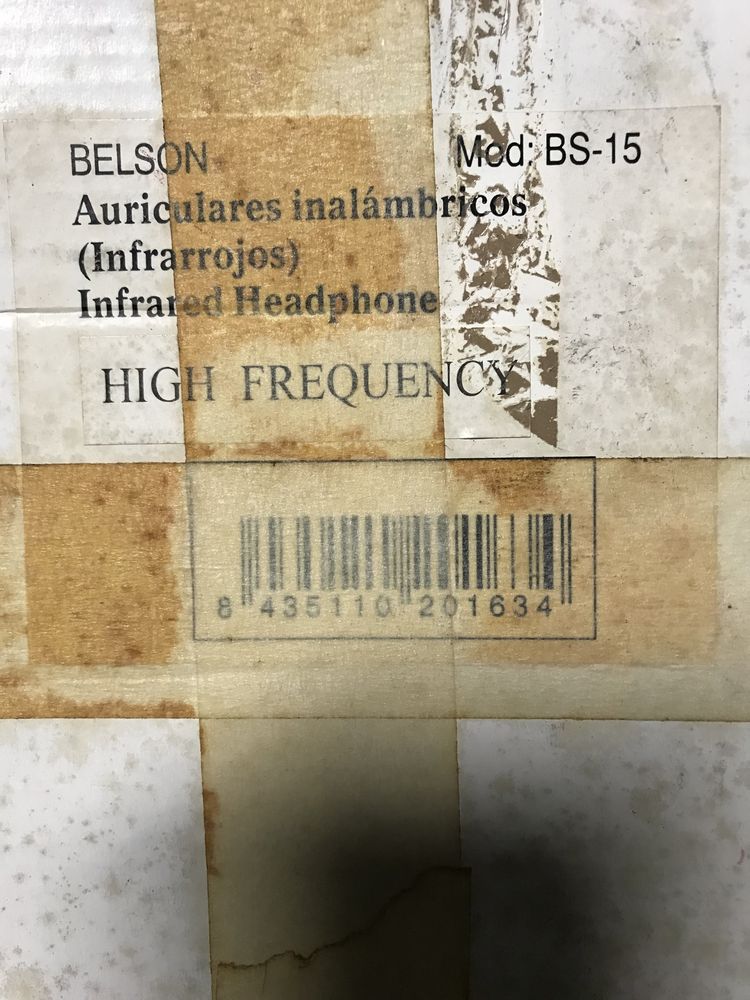 BELSON Mod: BS-15
Auriculares inalámbricos
(Infrarrojos)
Infrared Headphone
HIGH FREQUENCY
8 435110 201634